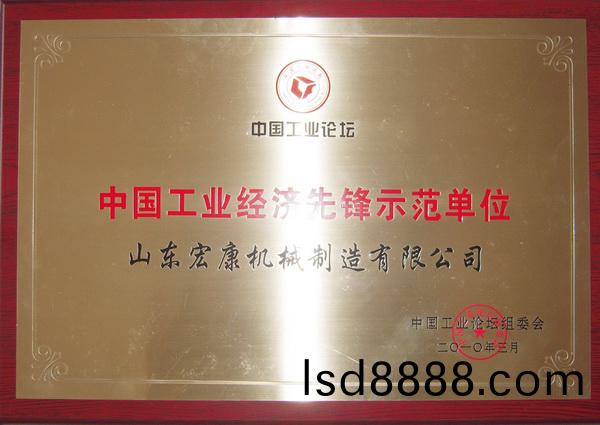 中国工业论坛
中国工业经济先锋示范单位
山东宏康机械制造有限公司
中国工业论坛组委会
二〇一〇年三月
lsd8888.com